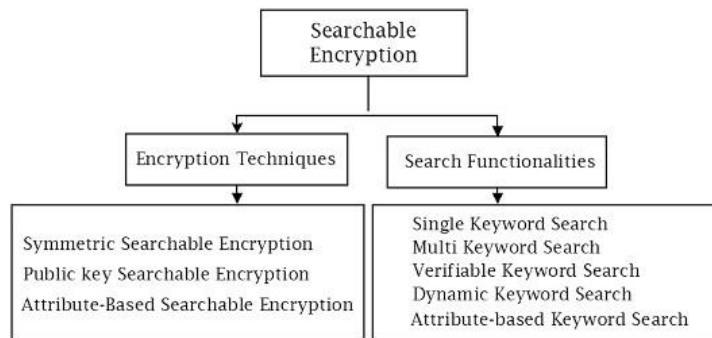 Searchable
Encryption
Encryption Techniques
Search Functionalities
Symmetric Searchable Encryption
Public key Searchable Encryption
Attribute-Based Searchable Encryption
Single Keyword Search
Multi Keyword Search
Verifiable Keyword Search
Dynamic Keyword Search
Attribute-based Keyword Search